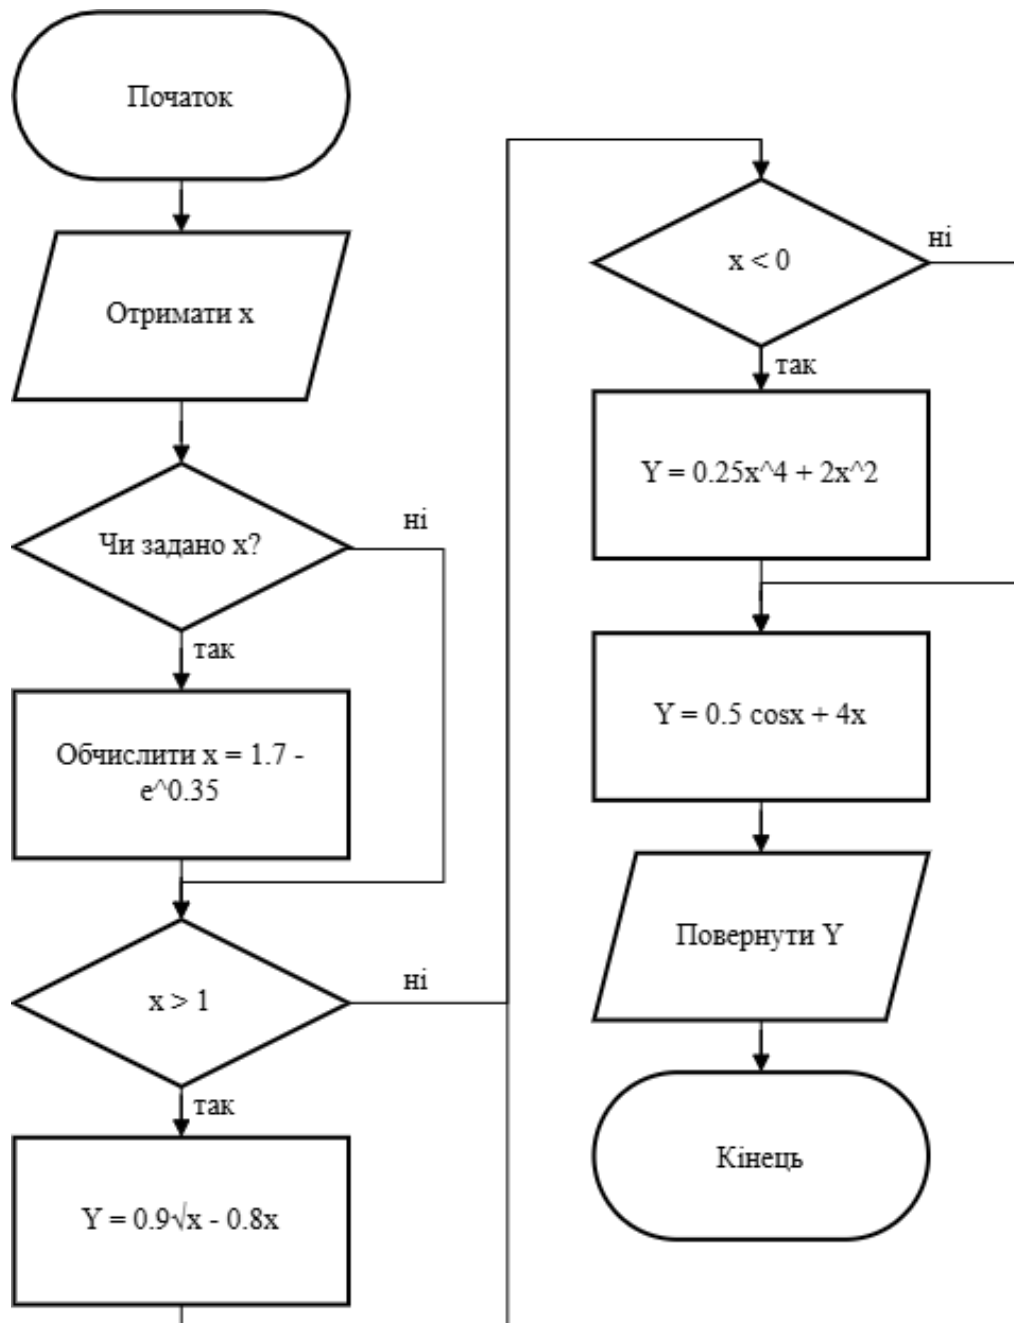 Початок
Отримати x
Чи задано x?
ні
так
Обчислити x = 1.7 -
e^0.35
x > 1
ні
так
Y = 0.9√x - 0.8x
x < 0
ні
так
Y = 0.25x^4 + 2x^2
Y = 0.5 cosx + 4x
Повернути Y
Кінець